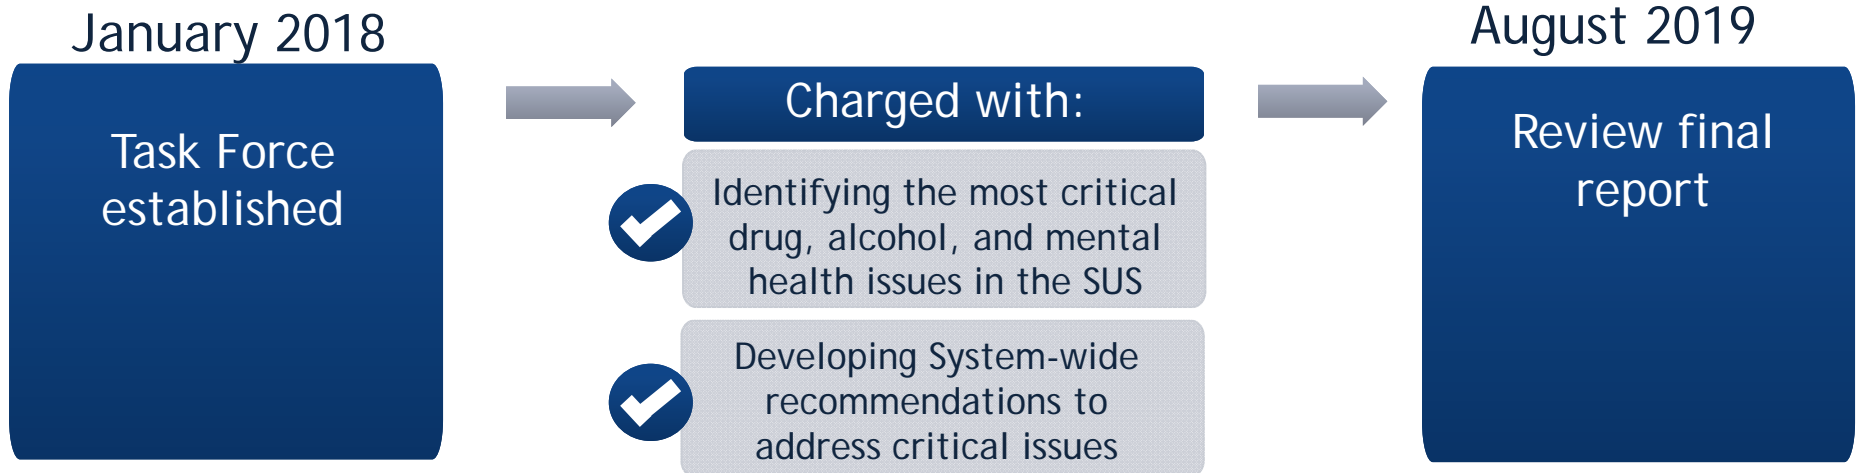 January 2018
Task Force
established
Charged with:
Identifying the most critical
drug, alcohol, and mental
health issues in the SUS
Developing System-wide
recommendations to
address critical issues
August 2019
Review final
report